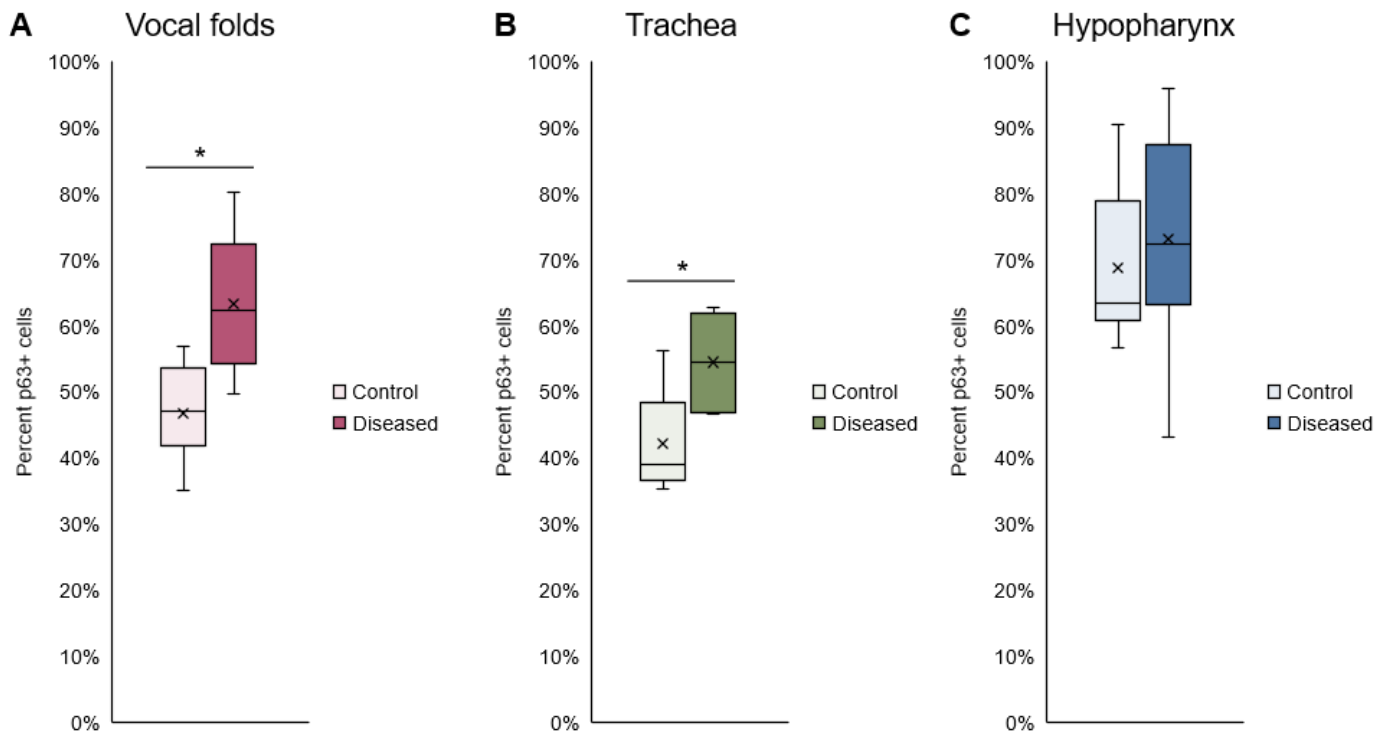 A Vocal folds
100%
90%
80%
70%
60%
50%
40%
30%
20%
10%
0%
Percent p63+ cells
*
Control
Diseased
B Trachea
100%
90%
80%
70%
60%
50%
40%
30%
20%
10%
0%
Percent p63+ cells
*
Control
Diseased
C Hypopharynx
100%
90%
80%
70%
60%
50%
40%
30%
20%
10%
0%
Percent p63+ cells
Control
Diseased